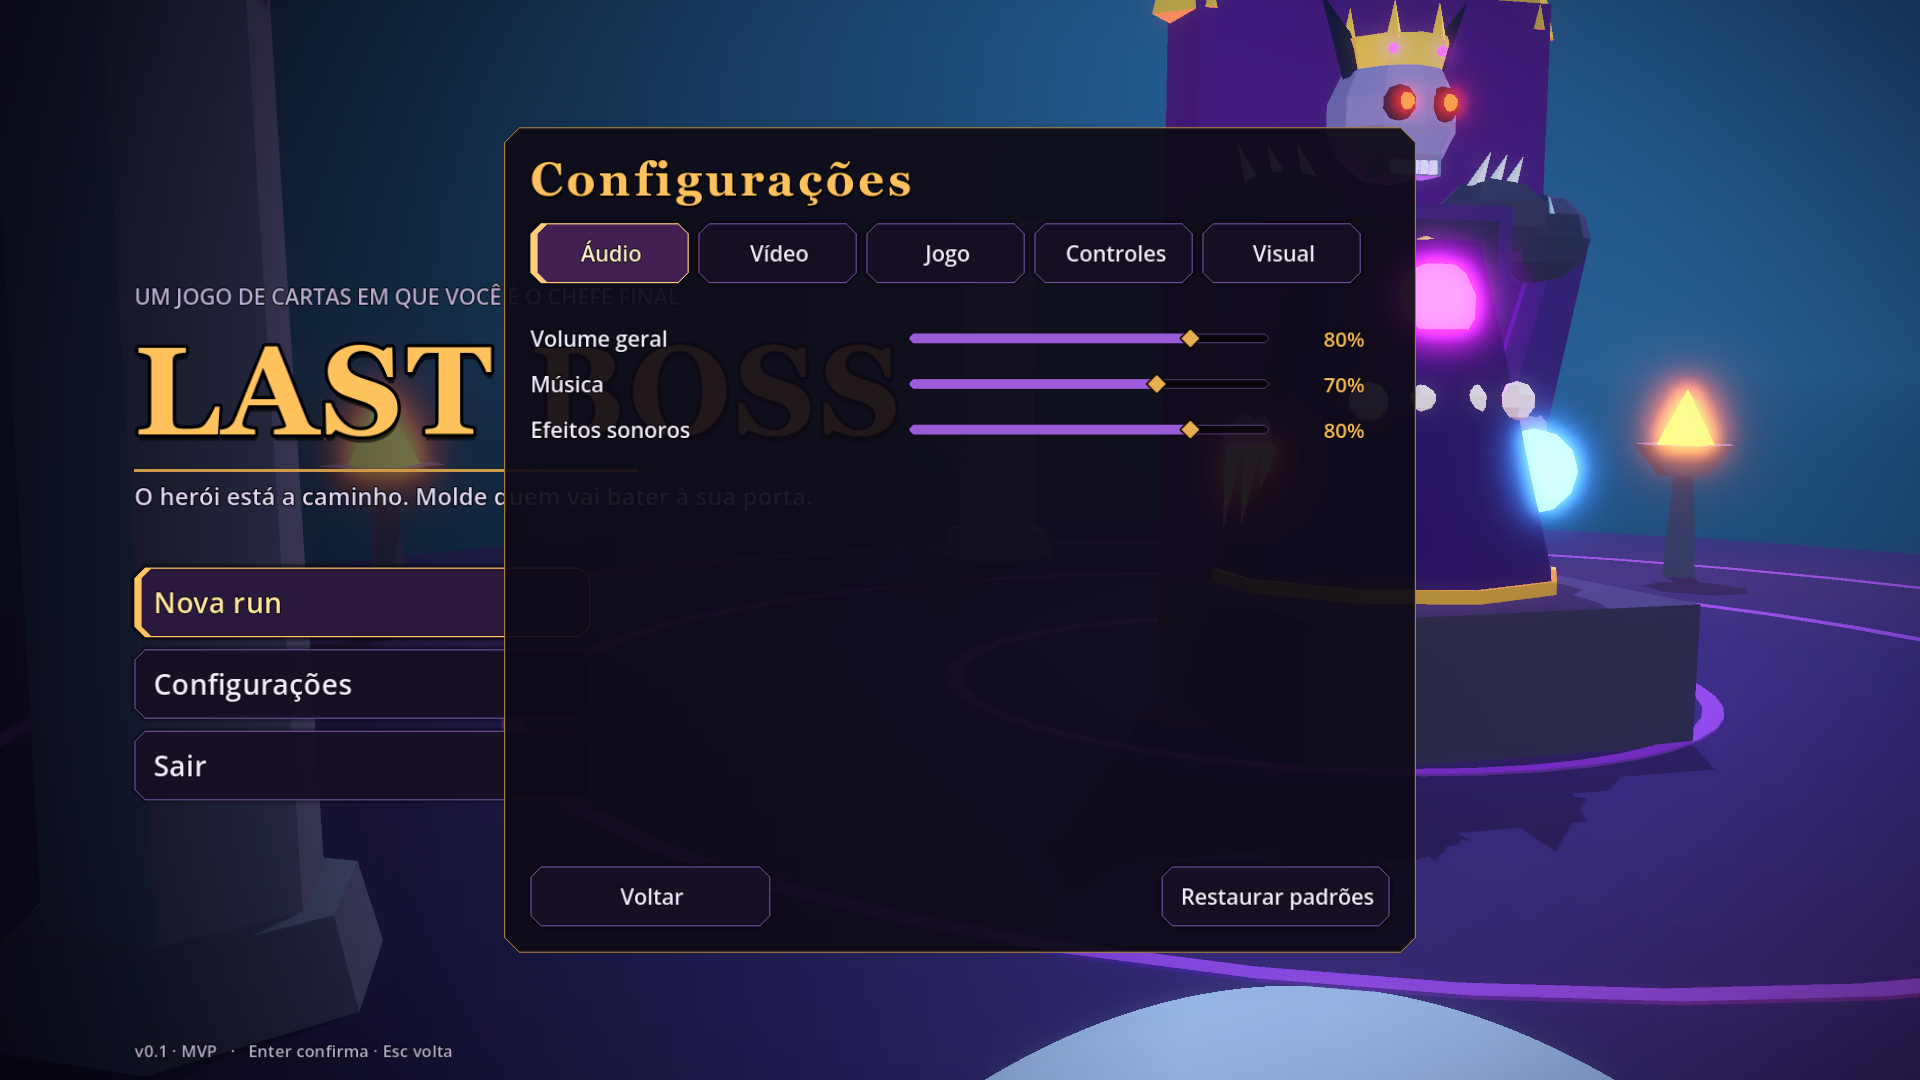 Configurações
Áudio
Vídeo
Jogo
Controles
Visual
UM JOGO DE CARTAS EM QUE VOCÊ É O CHEFE FINAL
LAST BOSS
Volume geral 80%
Música 70%
Efeitos sonoros 80%
O herói está a caminho. Molde quem vai bater à sua porta.
Nova run
Configurações
Sair
Voltar
Restaurar padrões
v0.1 · MVP · Enter confirma · Esc volta